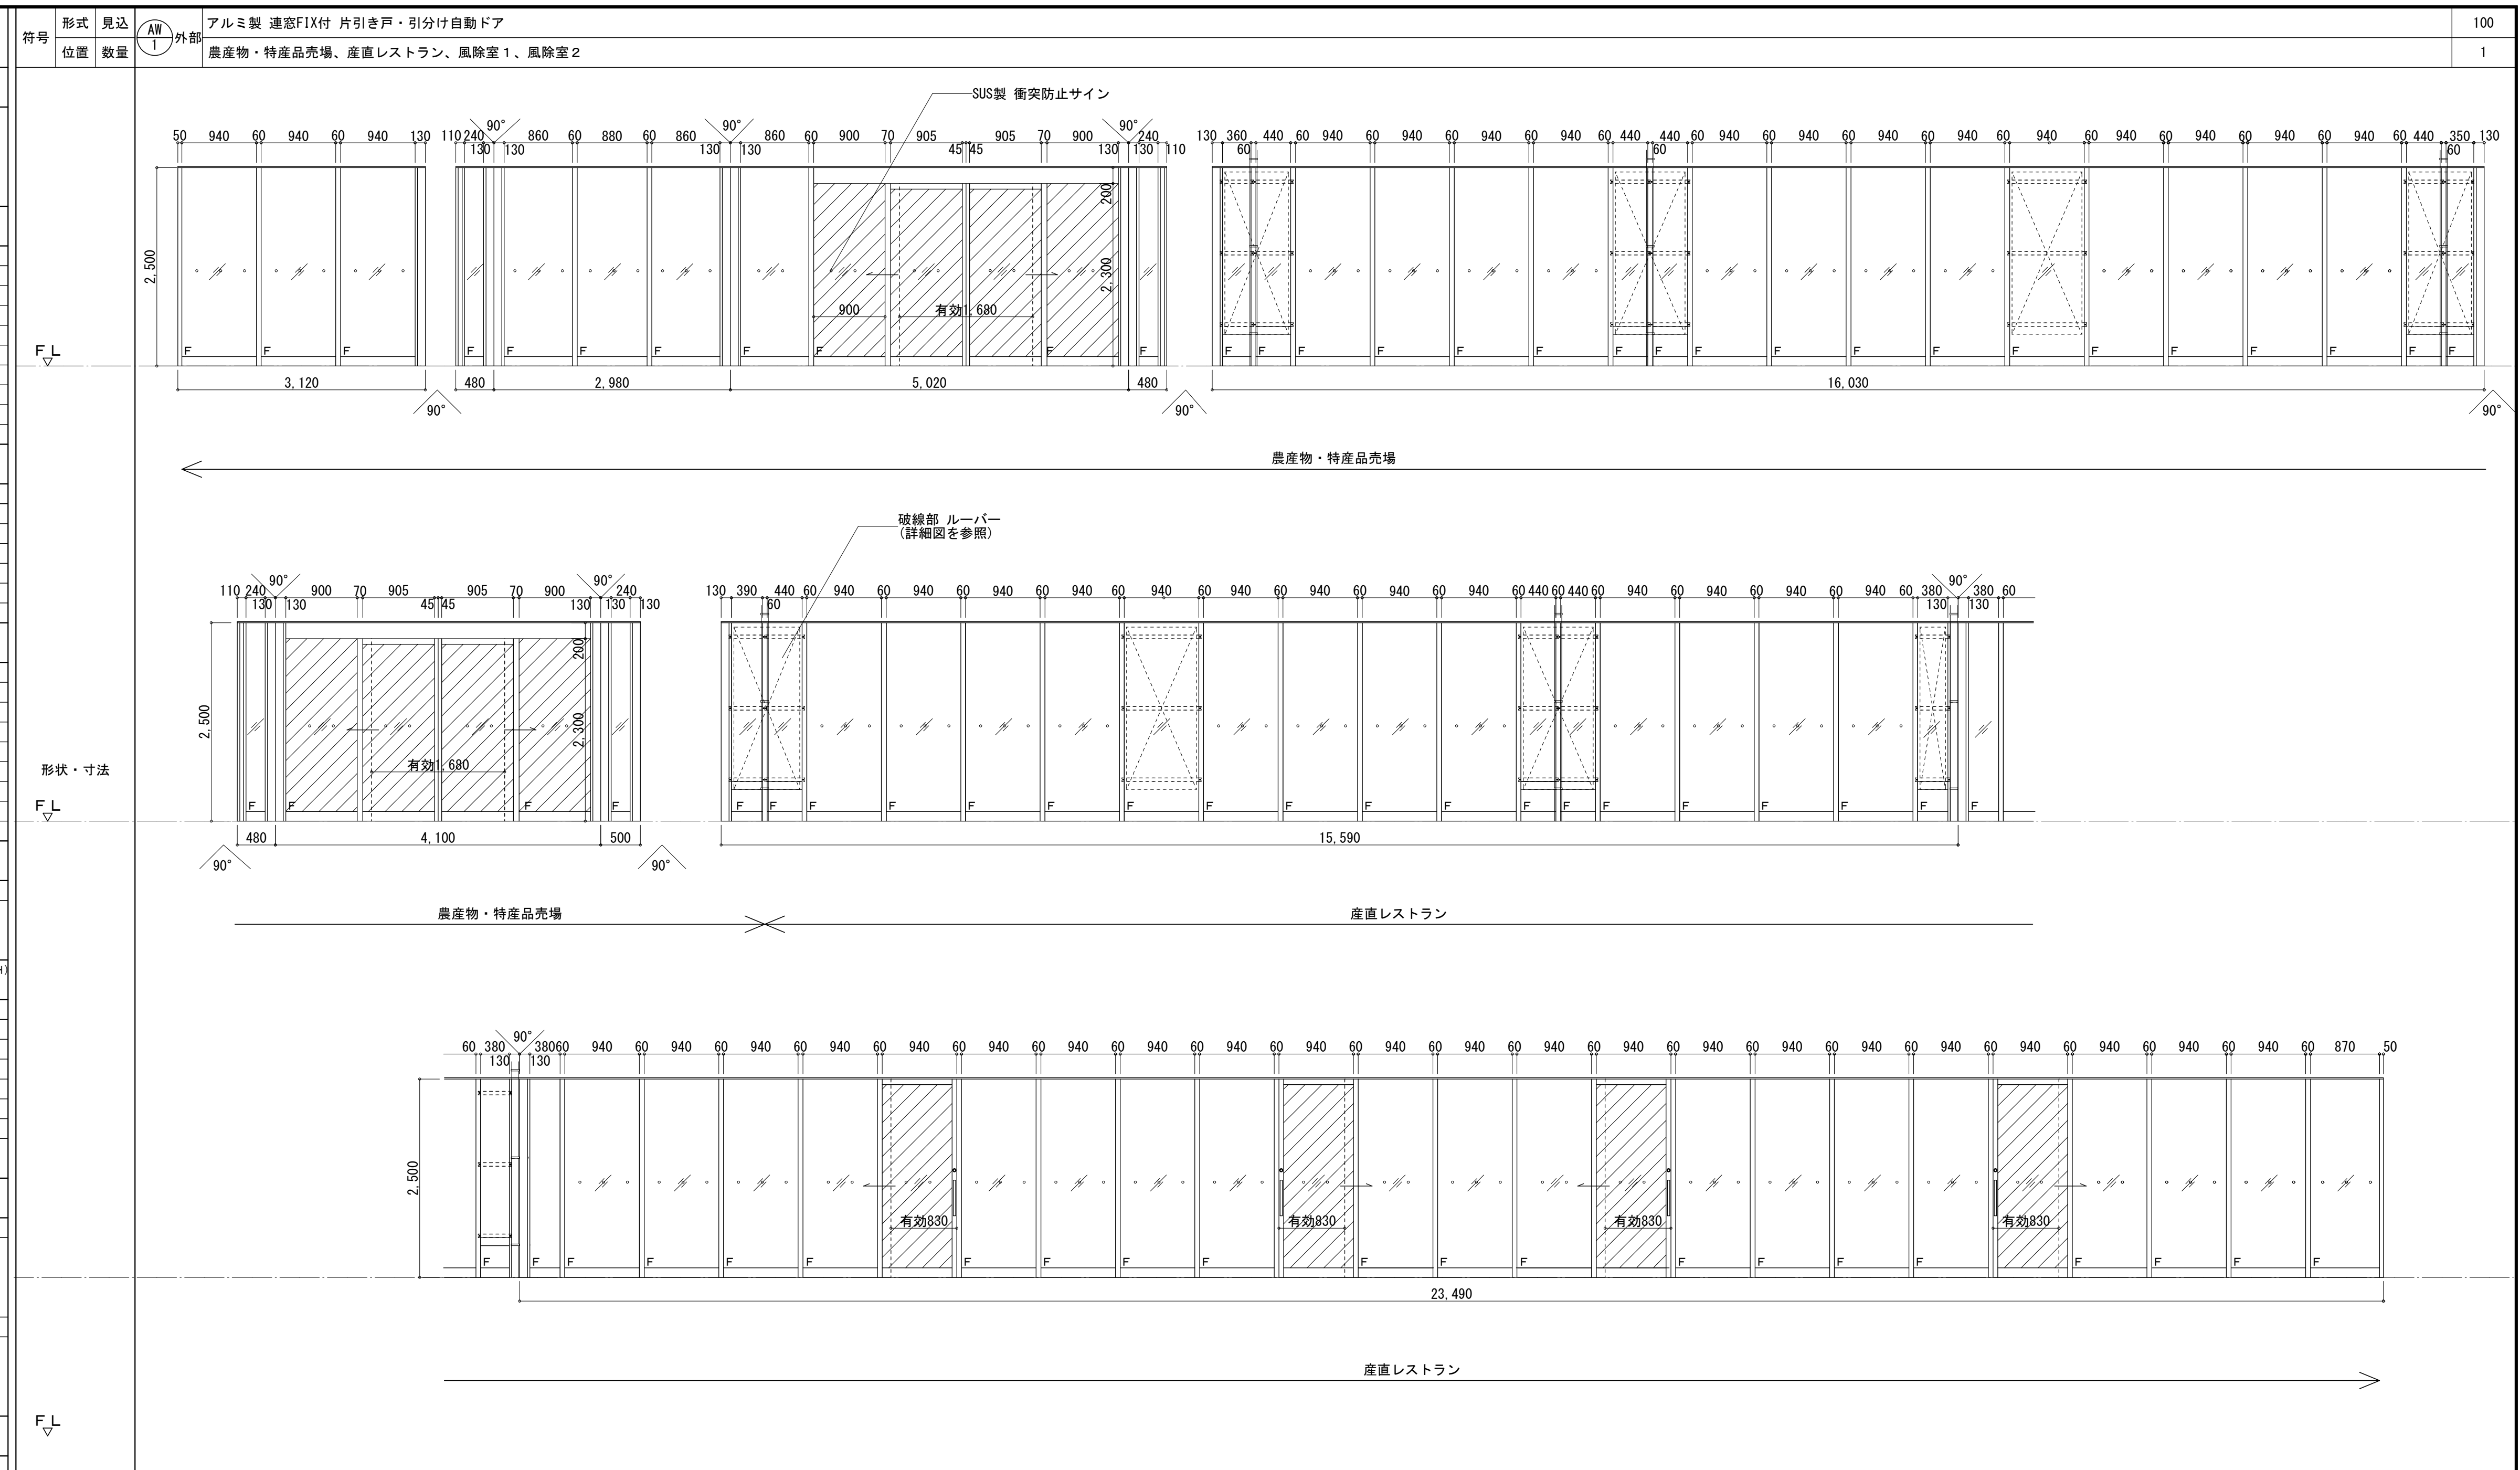 符号
形式 見込
位置 数量
AW
1
外部
アルミ製 連窓FIX付 片引き戸・引分け自動ドア
100
農産物・特産品売場、産直レストラン、風除室１、風除室２
1
SUS製 衝突防止サイン
90° 90° 90°
50 940 60 940 60 940 130 110 240 860 60 880 60 860 860 60 900 70 905 905 70 900 240 130 360 440 60 940 60 940 60 940 60 940 60 440 440 60 940 60 940 60 940 60 940 60 940 60 940 60 940 60 940 60 940 60 440 350 130
130 130 130 130 45 45 130 130 110 60 60 60
200
2,500
2,300
900
有効1,680
F F F F F F F F F F F F F F F F F F F F F F F F F F F F
FL
3,120 480 2,980 5,020 480 16,030
90° 90° 90°
農産物・特産品売場
破線部 ルーバー
(詳細図を参照)
90° 90° 90°
110 240 900 70 905 905 70 900 240 130 390 440 60 940 60 940 60 940 60 940 60 940 60 940 60 940 60 940 60 940 60 440 60 440 60 940 60 940 60 940 60 940 60 380 380 60
130 130 45 45 130 130 130 60 130 130
200
2,500
2,300
有効1,680
形状・寸法
F F F F F F F F F F F F F F F F F F F F F F F
FL
480 4,100 500 15,590
90° 90°
農産物・特産品売場
産直レストラン
H)
90°
60 380 380 60 940 60 940 60 940 60 940 60 940 60 940 60 940 60 940 60 940 60 940 60 940 60 940 60 940 60 940 60 940 60 940 60 940 60 940 60 940 60 940 60 940 60 940 60 870 50
130 130
2,500
有効830 有効830 有効830 有効830
F F F F F F F F F F F F F F F F F F F F F
23,490
産直レストラン
FL